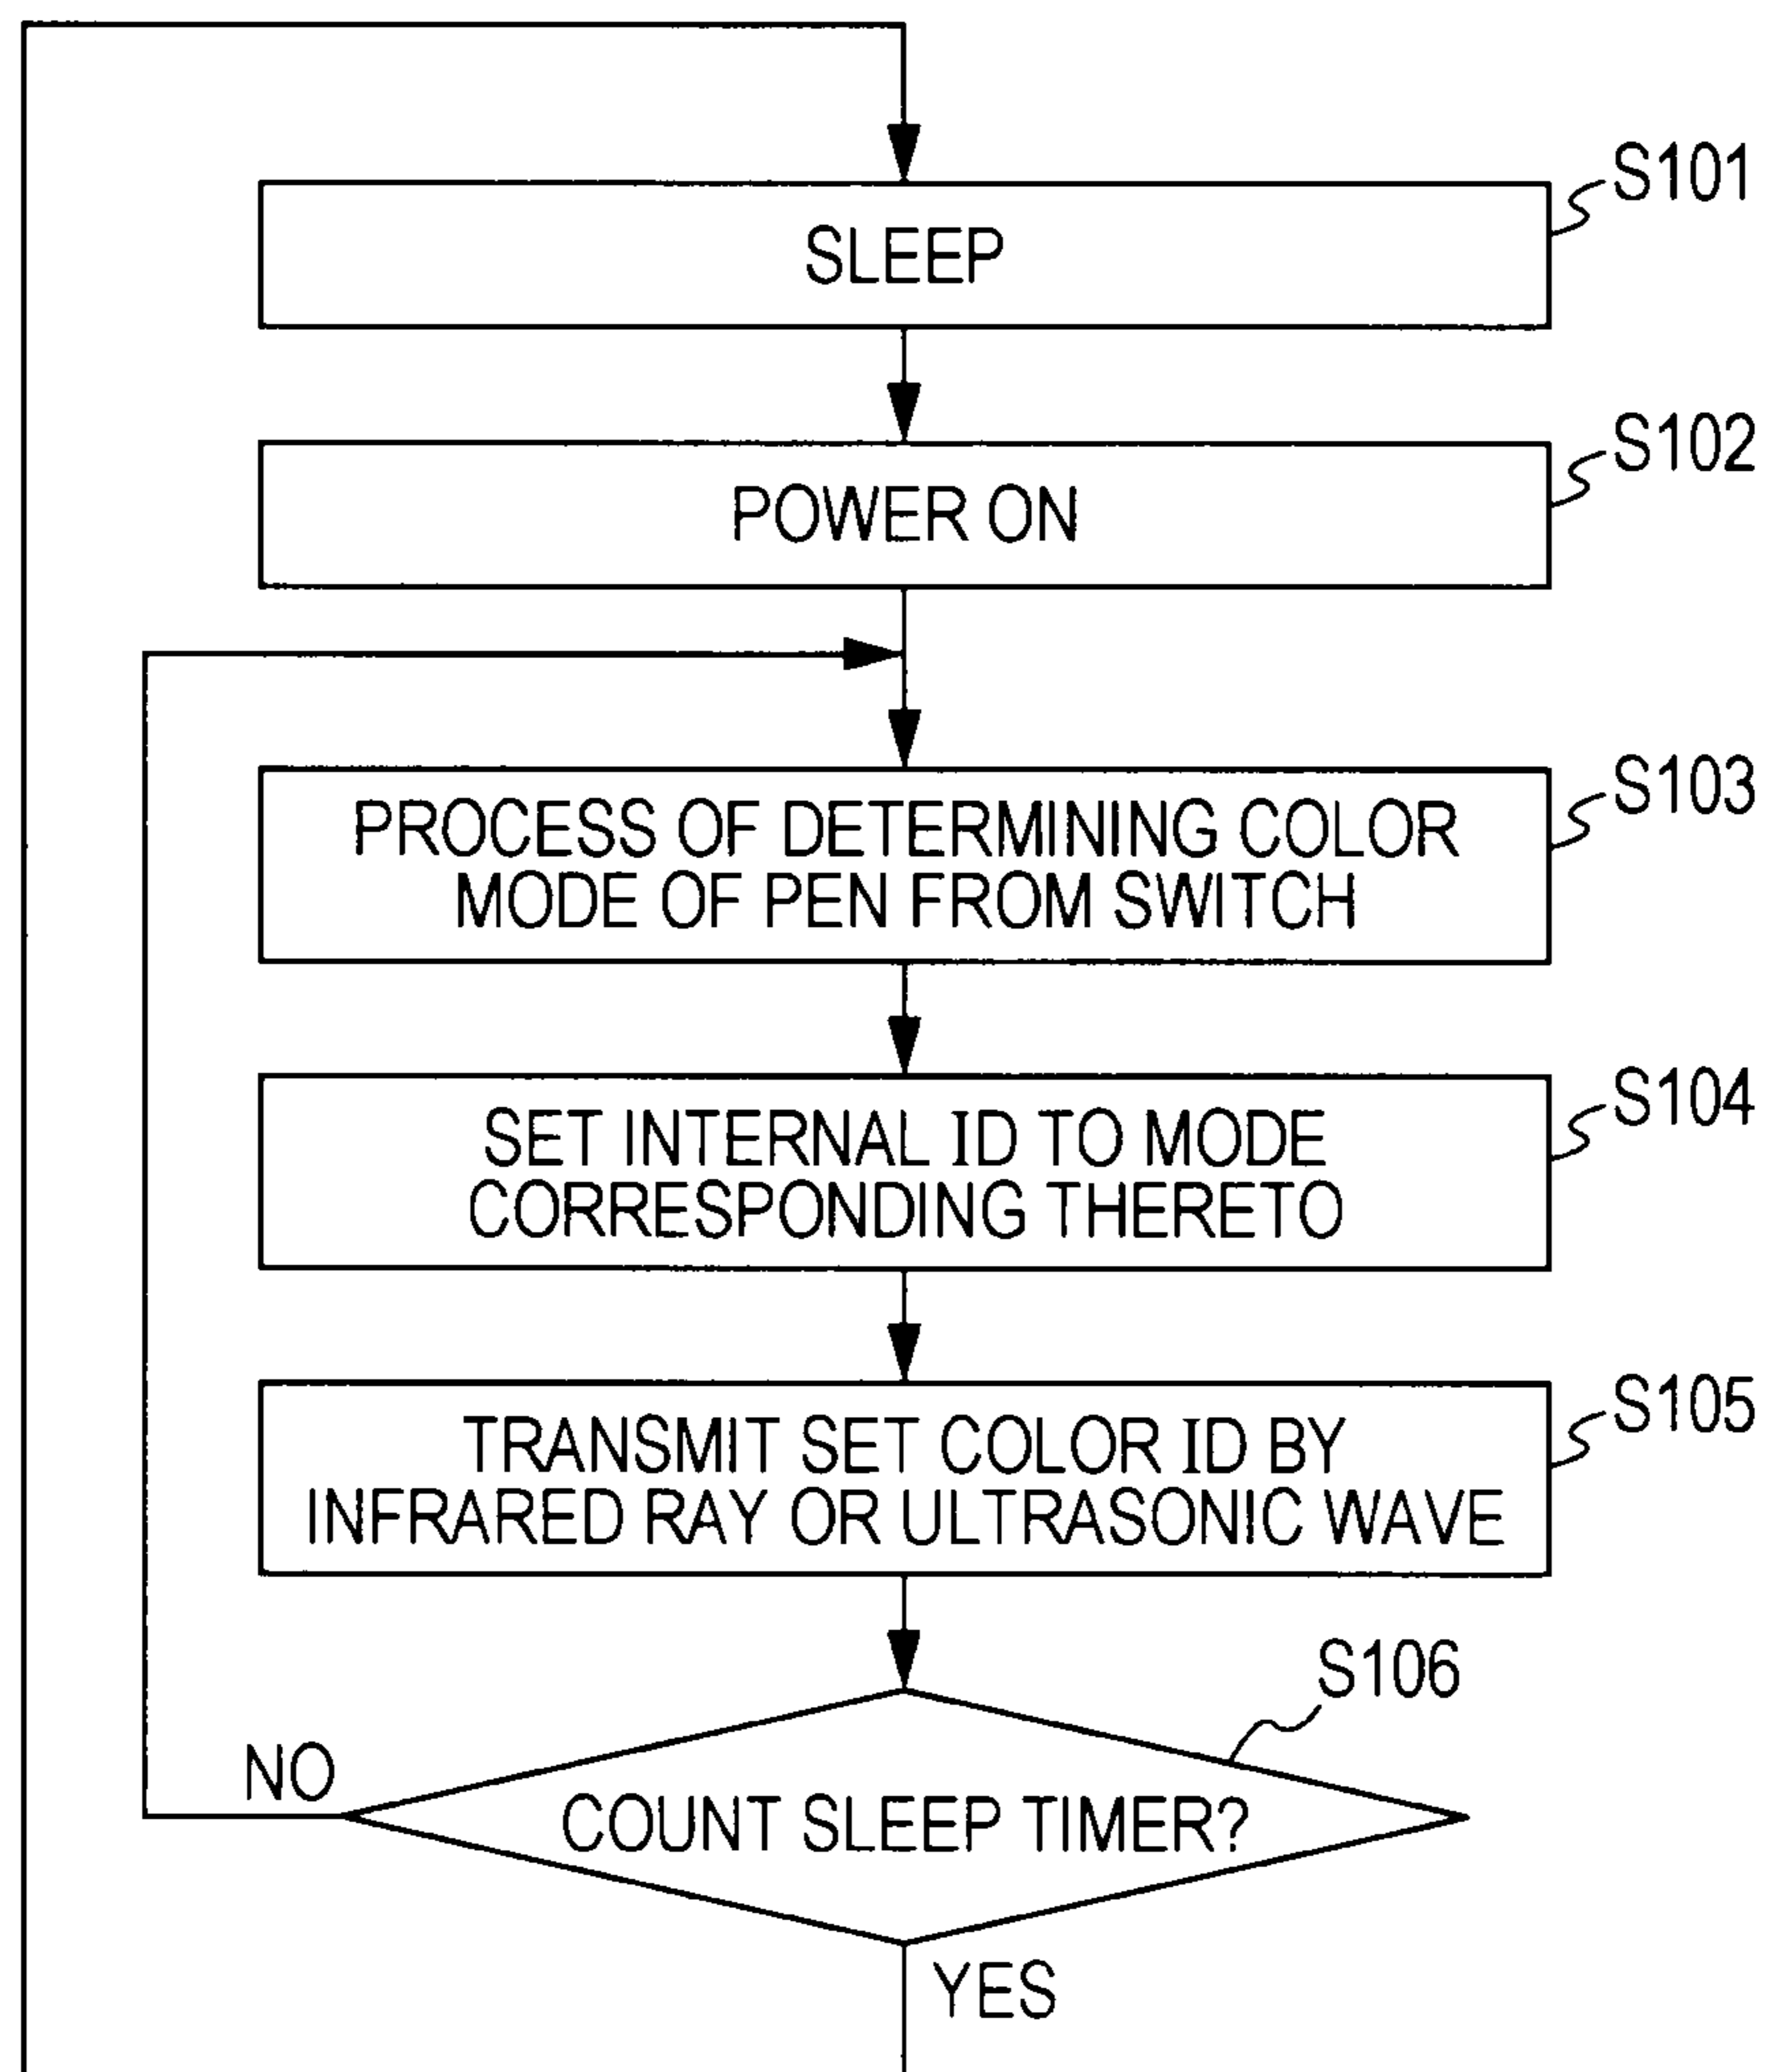 S101
SLEEP
S102
POWER ON
S103
PROCESS OF DETERMINING COLOR
MODE OF PEN FROM SWITCH
S104
SET INTERNAL ID TO MODE
CORRESPONDING THERETO
S105
TRANSMIT SET COLOR ID BY
INFRARED RAY OR ULTRASONIC WAVE
S106
NO
COUNT SLEEP TIMER?
YES